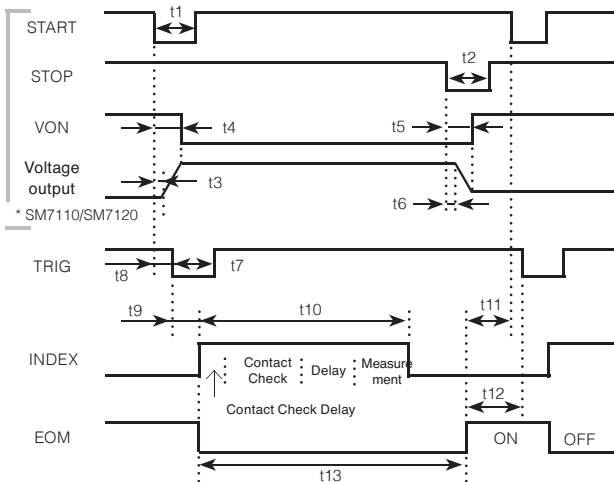 t1
START
t2
STOP
VON
t4
t5
Voltage
output
t3
t6
* SM7110/SM7120
TRIG
t8
t7
t9
t10
t11
INDEX
Contact
Check
Delay
Measure
ment
t12
Contact Check Delay
EOM
ON
OFF
t13